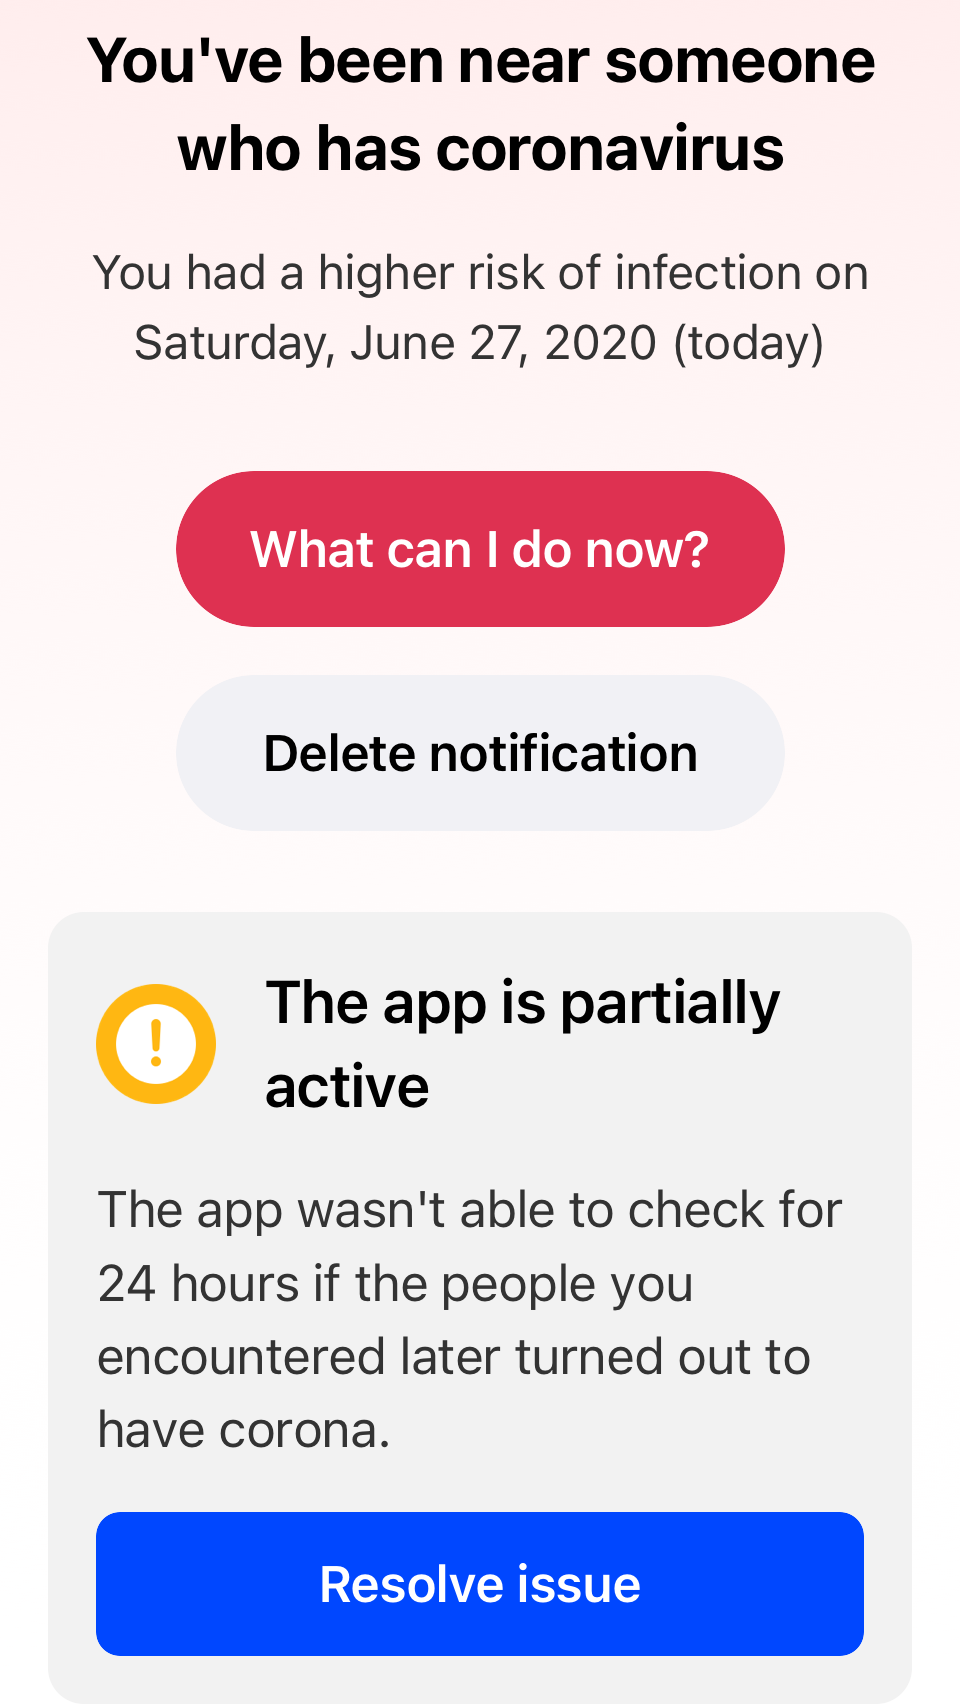 You've been near someone
who has coronavirus
You had a higher risk of infection on
Saturday, June 27, 2020 (today)
What can I do now?
Delete notification
The app is partially
active
The app wasn't able to check for
24 hours if the people you
encountered later turned out to
have corona.
Resolve issue